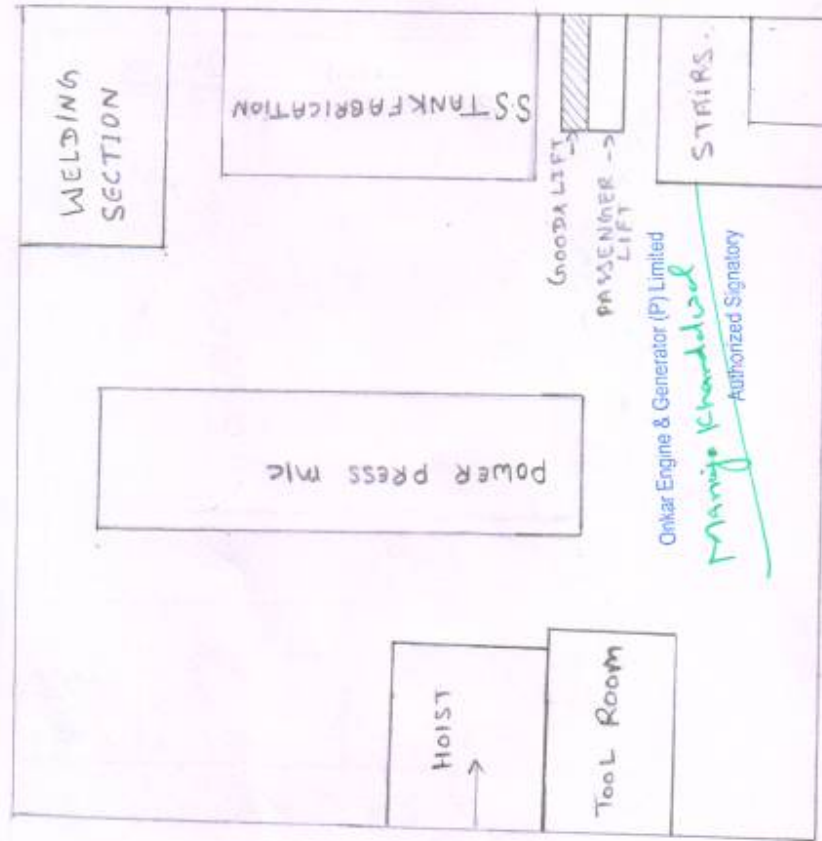 WELDING
SECTION
S.S TANK FABRICATION
GOODA LIFT →
PASSENGER →
LIFT
STAIRS.
POWER PRESS M/C
HOIST
TOOL ROOM
Onkar Engine & Generator (P) Limited
Authorized Signatory